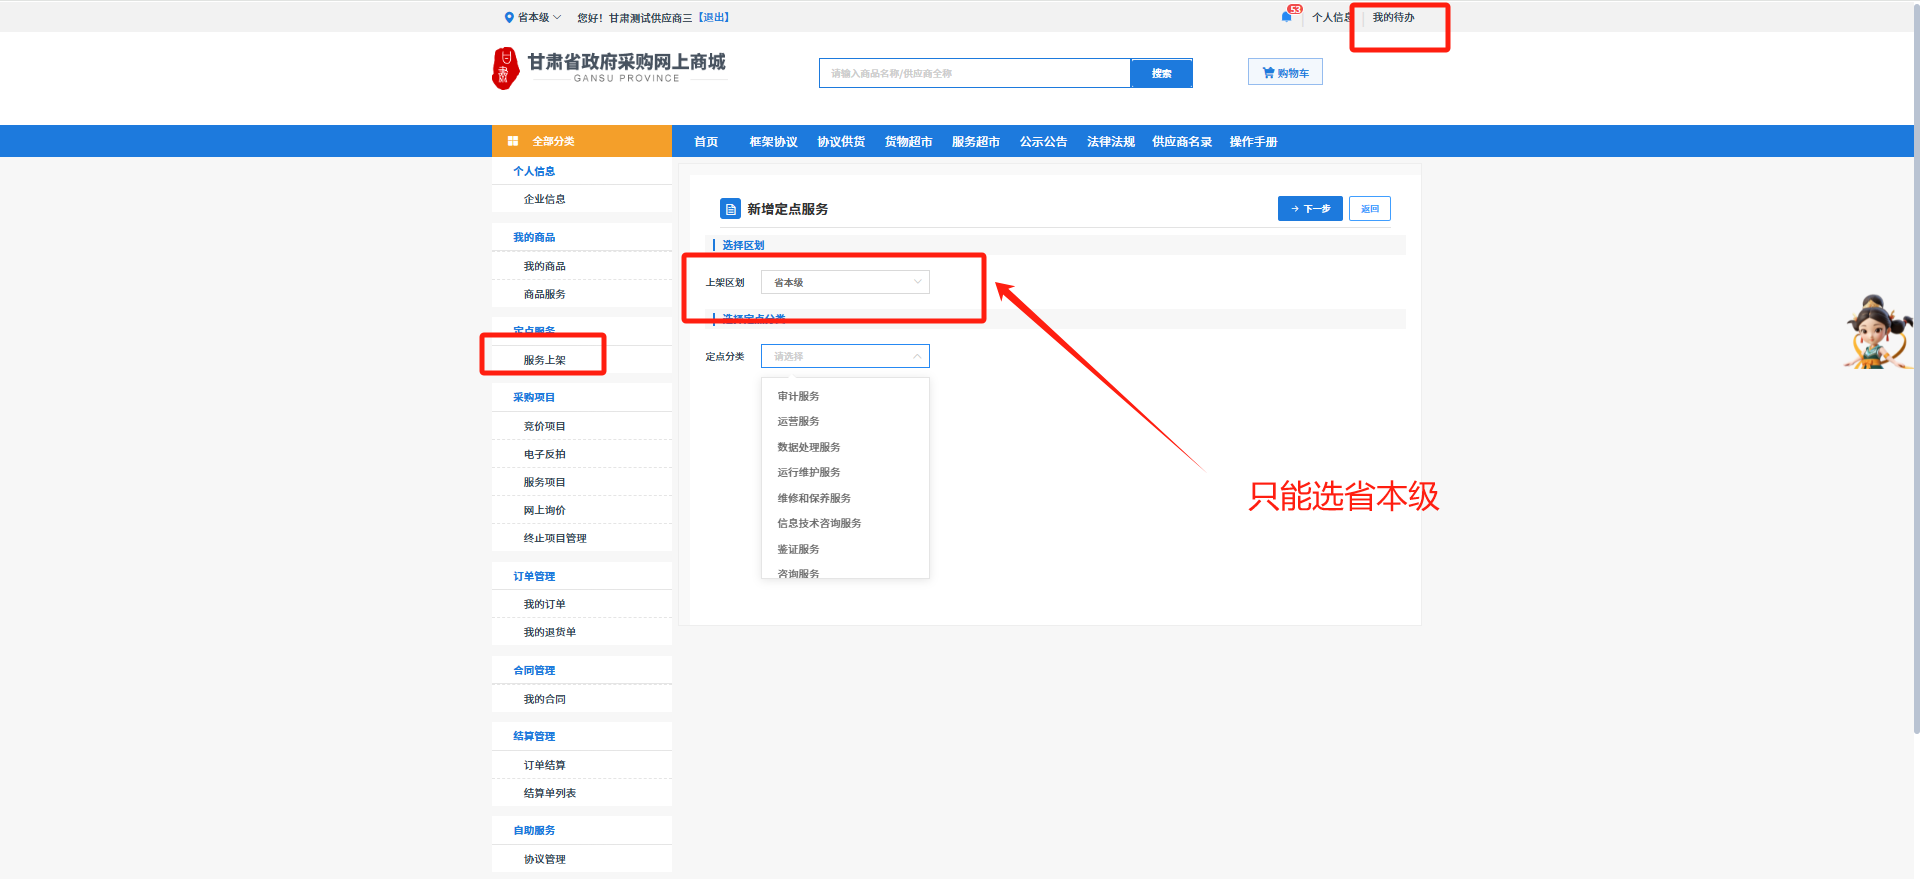 省本级
您好！甘肃测试供应商三【退出】
53
个人信息
我的待办
甘肃省政府采购网上商城
GANSU PROVINCE
请输入商品名称/供应商全称
搜索
购物车
全部分类
首页
框架协议
协议供货
货物超市
服务超市
公示公告
法律法规
供应商名录
操作手册
个人信息
企业信息
我的商品
我的商品
商品服务
定点服务
服务上架
采购项目
竞价项目
电子反拍
服务项目
网上询价
终止项目管理
订单管理
我的订单
我的退货单
合同管理
我的合同
结算管理
订单结算
结算单列表
自助服务
协议管理
新增定点服务
下一步
返回
选择区划
上架区划
省本级
选择定点分类
定点分类
请选择
审计服务
运营服务
数据处理服务
运行维护服务
维修和保养服务
信息技术咨询服务
鉴证服务
咨询服务
只能选省本级